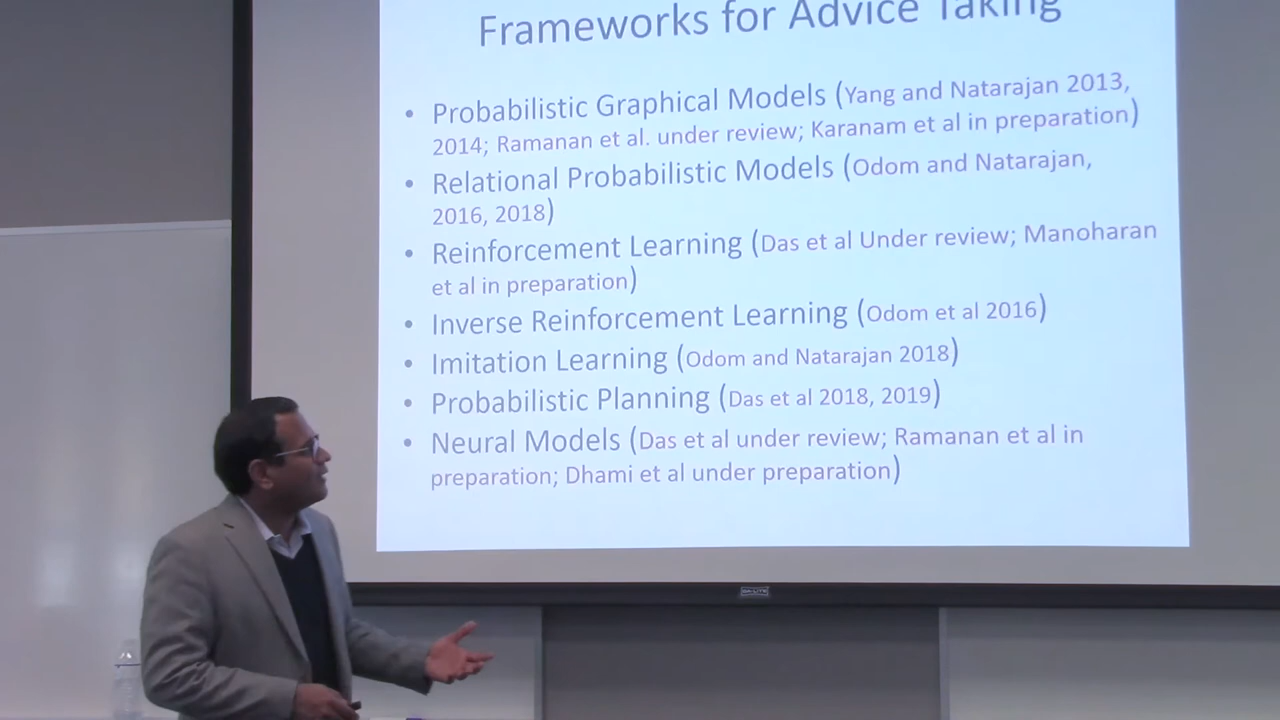 Frameworks for Advice Taking
• Probabilistic Graphical Models (Yang and Natarajan 2013,
2014; Ramanan et al. under review; Karanam et al in preparation)
• Relational Probabilistic Models (Odom and Natarajan,
2016, 2018)
• Reinforcement Learning (Das et al Under review; Manoharan
et al in preparation)
• Inverse Reinforcement Learning (Odom et al 2016)
• Imitation Learning (Odom and Natarajan 2018)
• Probabilistic Planning (Das et al 2018, 2019)
• Neural Models (Das et al under review; Ramanan et al in
preparation; Dhami et al under preparation)
DA-LITE